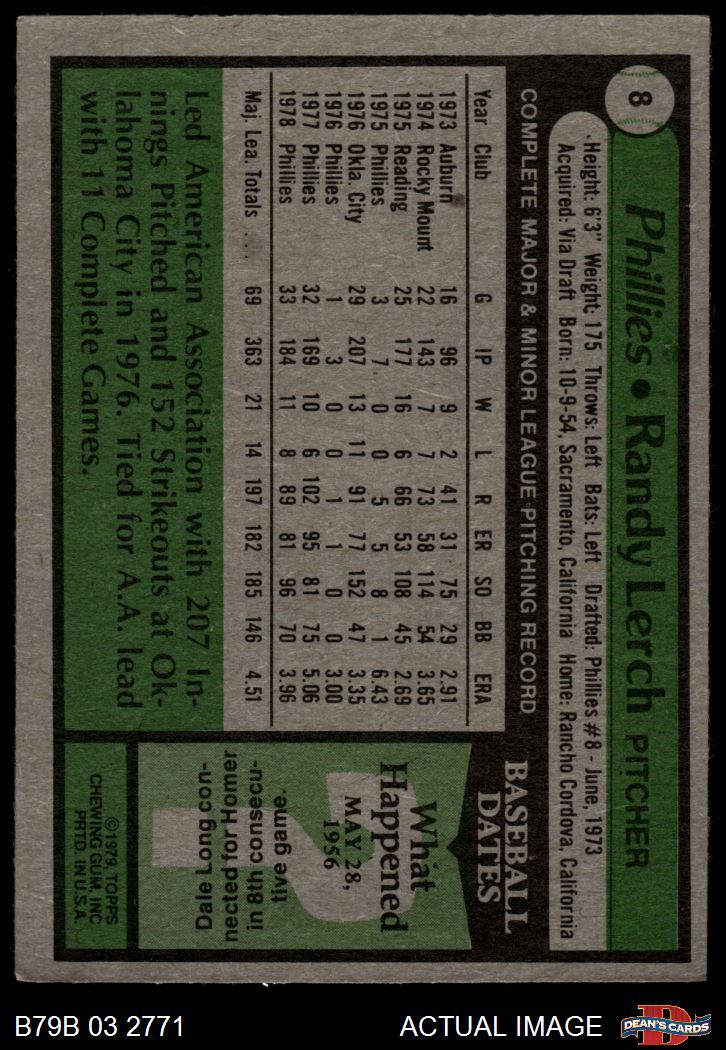 8
Phillies • Randy Lerch PITCHER
Height: 6'3" Weight: 175 Throws: Left Bats: Left Drafted: Phillies #8 - June, 1973
Acquired: Via Draft Born: 10-9-54, Sacramento, California Home: Rancho Cordova, California
COMPLETE MAJOR & MINOR LEAGUE PITCHING RECORD
Year Club G IP W L R ER SO BB ERA
1973 Auburn 16 96 9 2 41 31 75 29 2.91
1974 Rocky Mount 22 143 7 7 73 58 114 54 3.65
1975 Reading 25 177 16 6 66 53 108 45 2.69
1975 Phillies 3 7 0 0 5 5 8 1 6.43
1976 Okla. City 29 207 13 11 91 77 152 47 3.35
1976 Phillies 1 3 0 0 1 1 0 0 3.00
1977 Phillies 32 169 10 6 102 95 81 75 5.06
1978 Phillies 33 184 11 8 89 81 96 70 3.96
Maj. Lea. Totals .... 69 363 21 14 197 182 185 146 4.51
Led American Association with 207 In-
nings Pitched and 152 Strikeouts at Ok-
lahoma City in 1976. Tied for A.A. lead
with 11 Complete Games.
BASEBALL
DATES
What
Happened
MAY 28,
1956
Dale Long con-
nected for Homer
in 8th consecu-
tive game.
©1979, TOPPS
CHEWING GUM, INC
PRTD. IN U.S.A.
B79B 03 2771 ACTUAL IMAGE DEAN'S CARDS